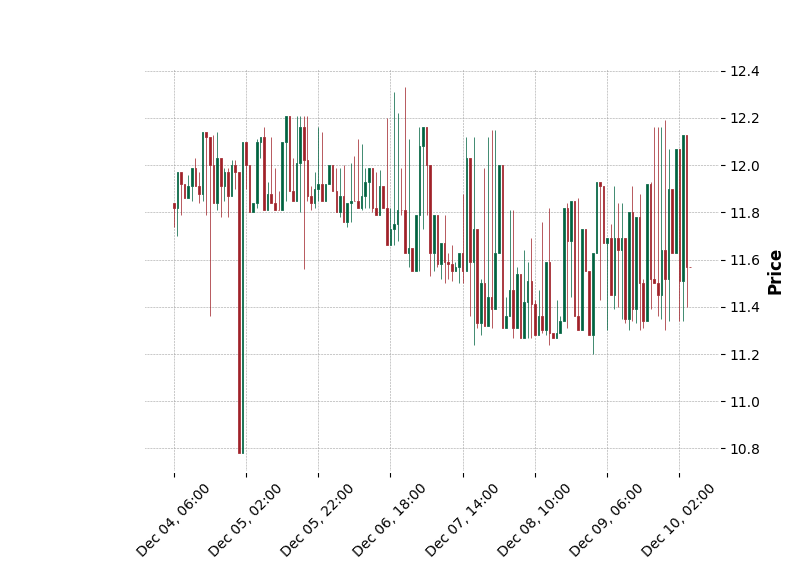 12.4
12.2
12.0
11.8
11.6
11.4
11.2
11.0
10.8
Price
Dec 04, 06:00
Dec 05, 02:00
Dec 05, 22:00
Dec 06, 18:00
Dec 07, 14:00
Dec 08, 10:00
Dec 09, 06:00
Dec 10, 02:00